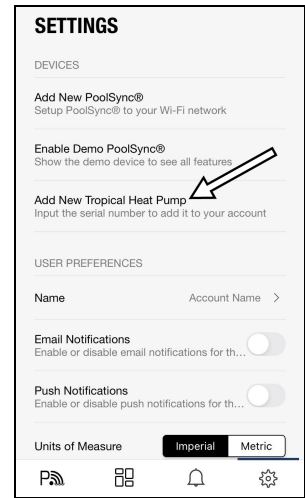 SETTINGS
DEVICES
Add New PoolSync®
Setup PoolSync® to your Wi-Fi network
Enable Demo PoolSync®
Show the demo device to see all features
Add New Tropical Heat Pump
Input the serial number to add it to your account
USER PREFERENCES
Name Account Name >
Email Notifications
Enable or disable email notifications for th...
Push Notifications
Enable or disable push notifications for th...
Units of Measure Imperial Metric
P